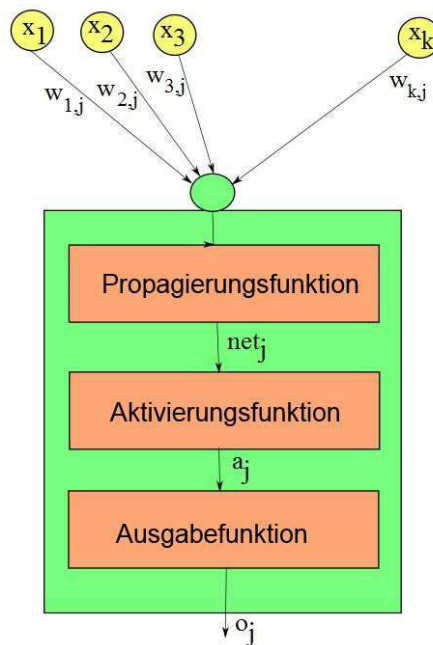 x1 x2 x3 xk
w1,j w2,j w3,j wk,j
Propagierungsfunktion
netj
Aktivierungsfunktion
aj
Ausgabefunktion
oj